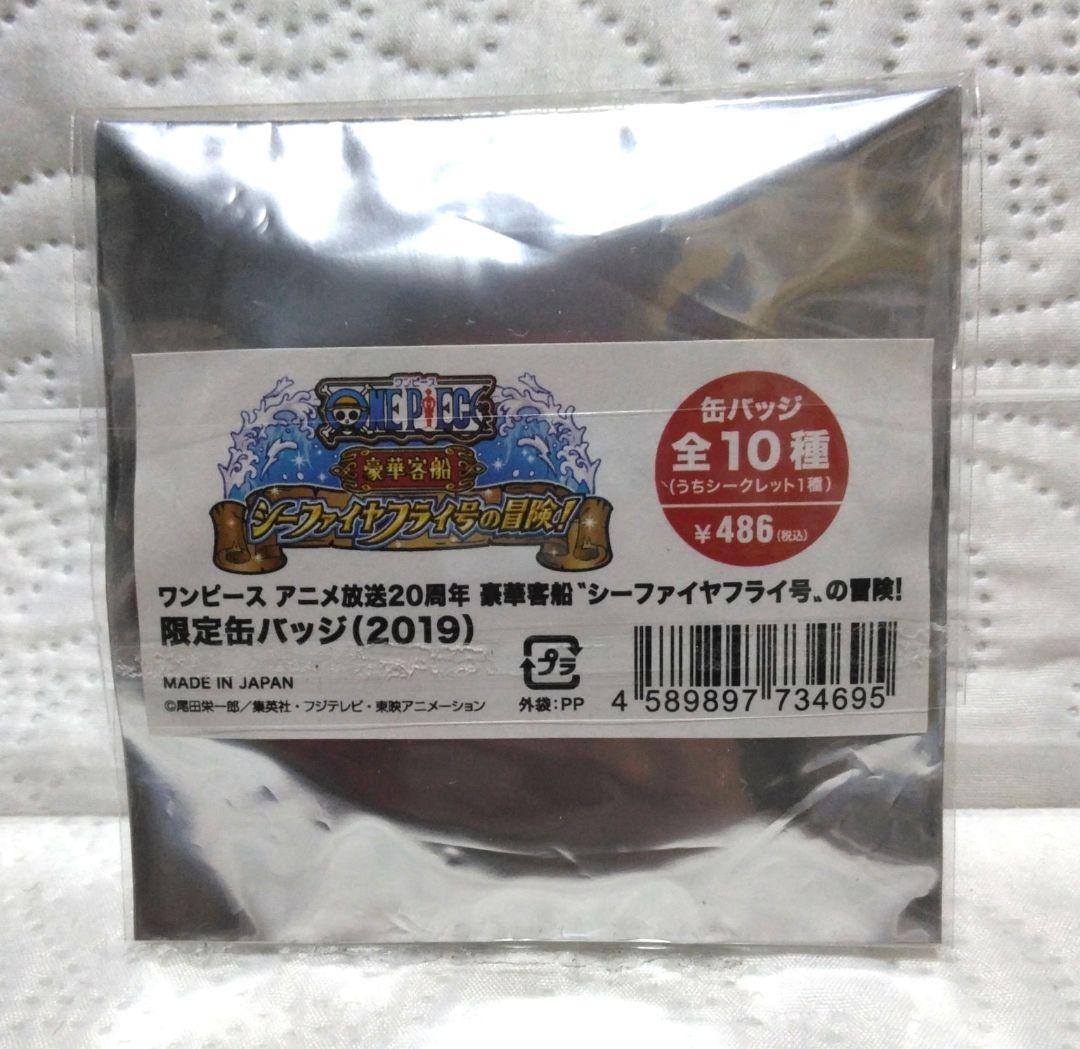 ワンピース
ONE PIECE
豪華客船
シーファイヤフライ号の冒険!
缶バッジ
全10種
(うちシークレット1種)
¥486(税込)
ワンピース アニメ放送20周年 豪華客船〝シーファイヤフライ号〟の冒険!
限定缶バッジ(2019)
MADE IN JAPAN
©尾田栄一郎/集英社・フジテレビ・東映アニメーション
プラ
外袋:PP
4 589897 734695